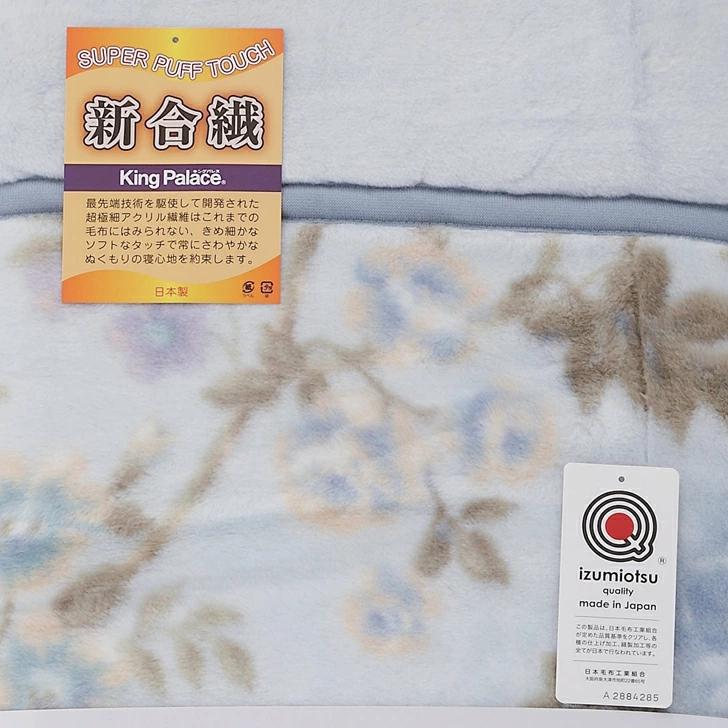 SUPER PUFF TOUCH
新合繊
キングパレス
King Palace®
最先端技術を駆使して開発された
超極細アクリル繊維はこれまでの
毛布にはみられない、きめ細かな
ソフトなタッチで常にさわやかな
ぬくもりの寝心地を約束します。
日本製
紙
ラベル
プラ
Q
®
izumiotsu
quality
made in Japan
この製品は、日本毛布工業組合
が定めた品質基準をクリアし、各
種の仕上げ加工、縫製加工等の
全てが日本で行なわれています。
日本毛布工業組合
A 2884285